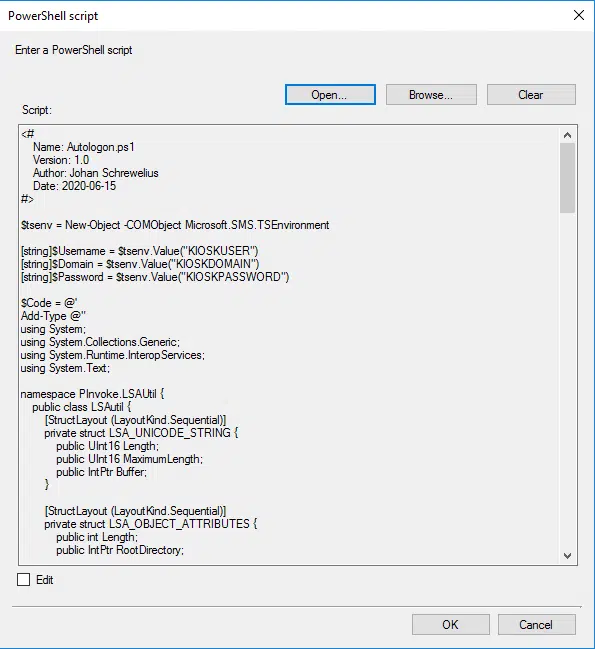 PowerShell script
Enter a PowerShell script
Open...
Browse...
Clear
Script:
<#
Name: Autologon.ps1
Version: 1.0
Author: Johan Schrewelius
Date: 2020-06-15
#>
$tsenv = New-Object -COMObject Microsoft.SMS.TSEnvironment
[string]$Username = $tsenv.Value("KIOSKUSER")
[string]$Domain = $tsenv.Value("KIOSKDOMAIN")
[string]$Password = $tsenv.Value("KIOSKPASSWORD")
$Code = @'
Add-Type @"
using System;
using System.Collections.Generic;
using System.Runtime.InteropServices;
using System.Text;
namespace PInvoke.LSAUtil {
public class LSAutil {
[StructLayout (LayoutKind.Sequential)]
private struct LSA_UNICODE_STRING {
public UInt16 Length;
public UInt16 MaximumLength;
public IntPtr Buffer;
}
[StructLayout (LayoutKind.Sequential)]
private struct LSA_OBJECT_ATTRIBUTES {
public int Length;
public IntPtr RootDirectory;
Edit
OK
Cancel